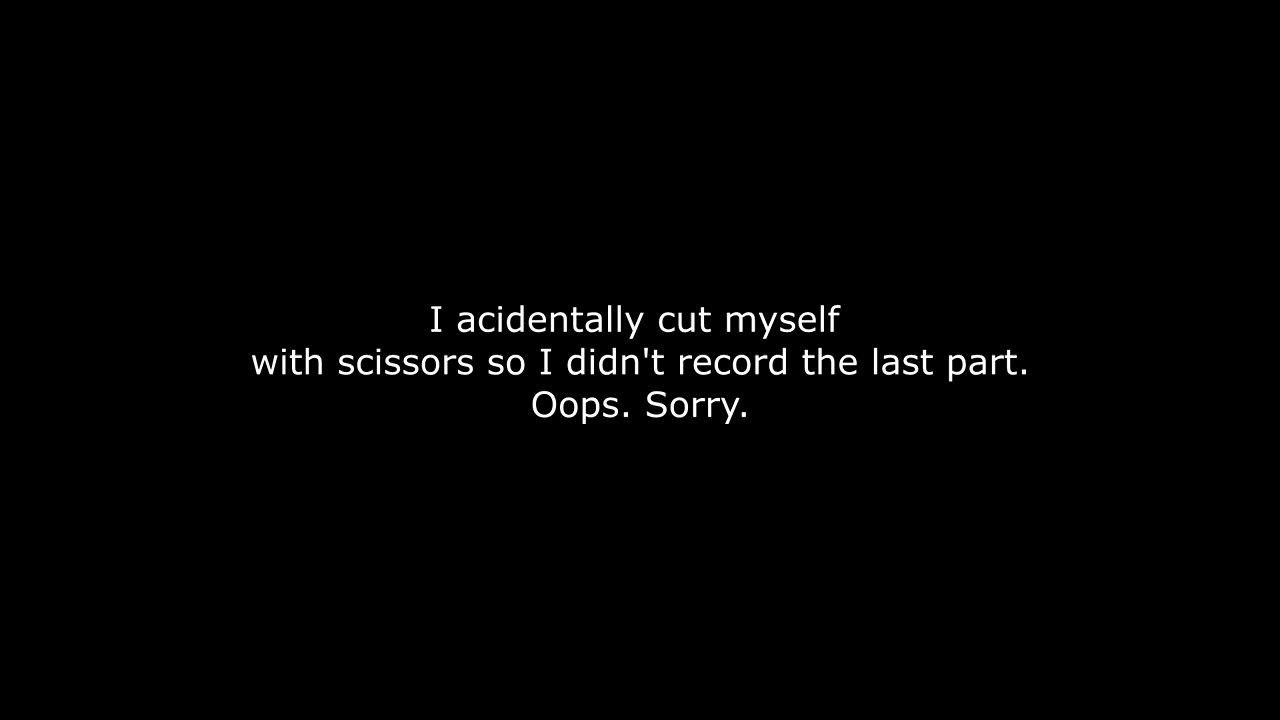 I acidentally cut myself
with scissors so I didn't record the last part.
Oops. Sorry.